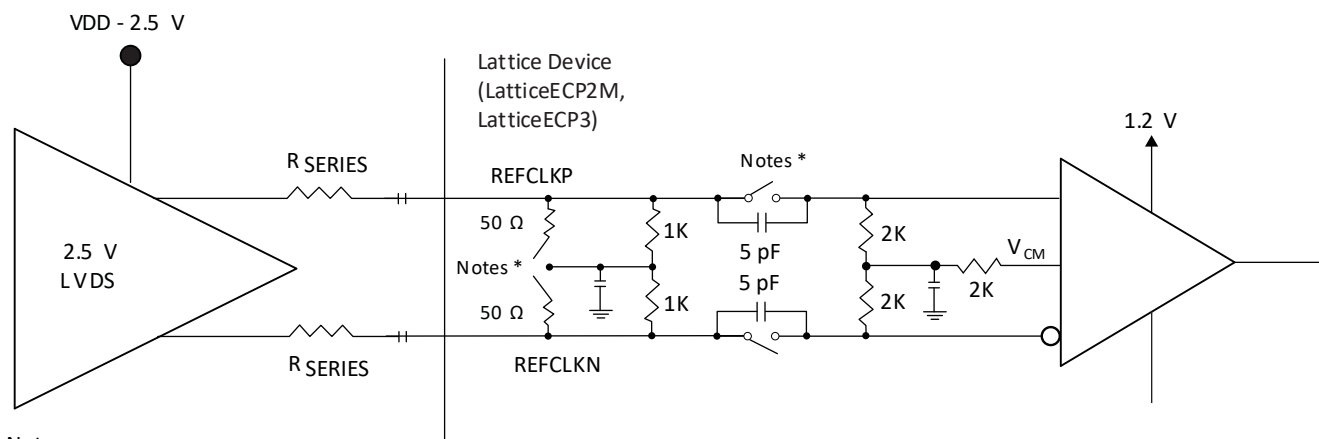 VDD - 2.5 V
Lattice Device
(LatticeECP2M,
LatticeECP3)
1.2 V
R SERIES
REFCLKP
Notes *
50 Ω
1K
2K
5 pF
2.5 V
LVDS
Notes *
VCM
5 pF
2K
50 Ω
1K
2K
R SERIES
REFCLKN